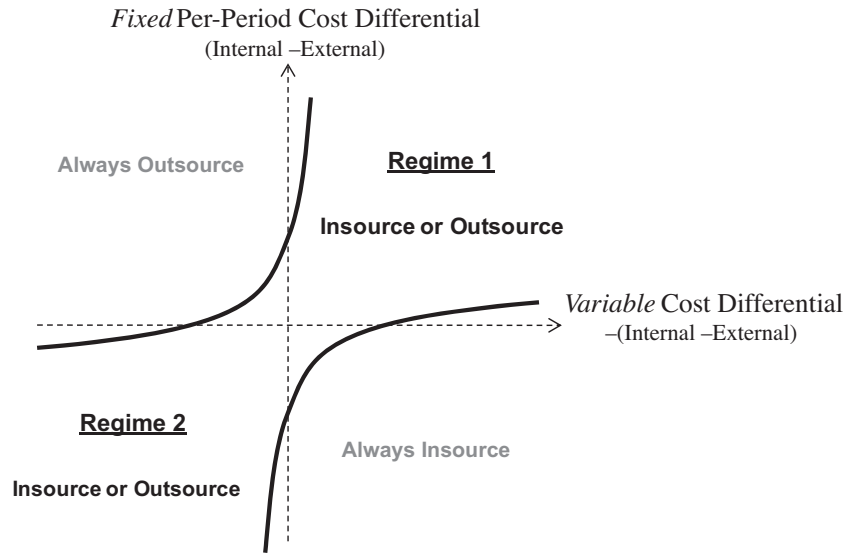 Fixed Per-Period Cost Differential
(Internal –External)
Always Outsource
Regime 1
Insource or Outsource
Variable Cost Differential
–(Internal –External)
Regime 2
Always Insource
Insource or Outsource